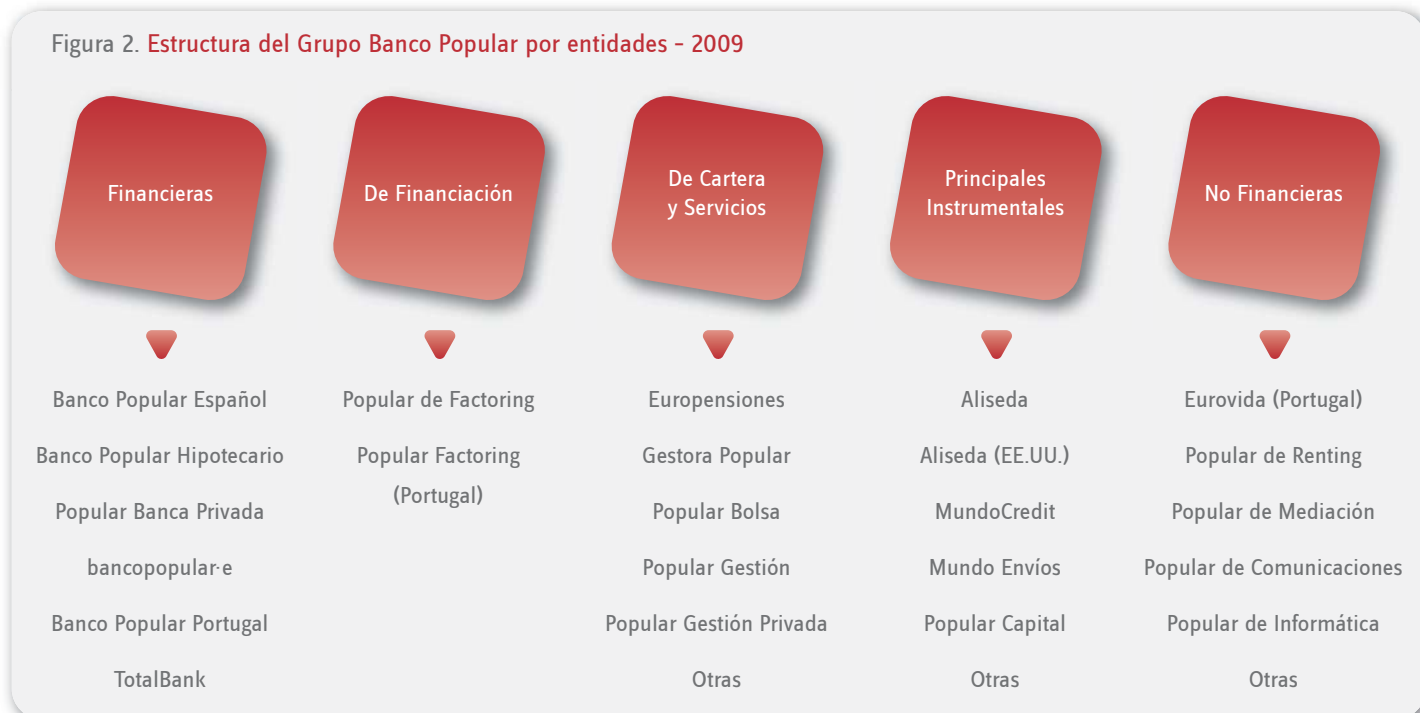 Figura 2. Estructura del Grupo Banco Popular por entidades - 2009
Financieras
Banco Popular Español
Banco Popular Hipotecario
Popular Banca Privada
bancopopular·e
Banco Popular Portugal
TotalBank
De Financiación
Popular de Factoring
Popular Factoring
(Portugal)
De Cartera
y Servicios
Europensiones
Gestora Popular
Popular Bolsa
Popular Gestión
Popular Gestión Privada
Otras
Principales
Instrumentales
Aliseda
Aliseda (EE.UU.)
MundoCredit
Mundo Envíos
Popular Capital
Otras
No Financieras
Eurovida (Portugal)
Popular de Renting
Popular de Mediación
Popular de Comunicaciones
Popular de Informática
Otras